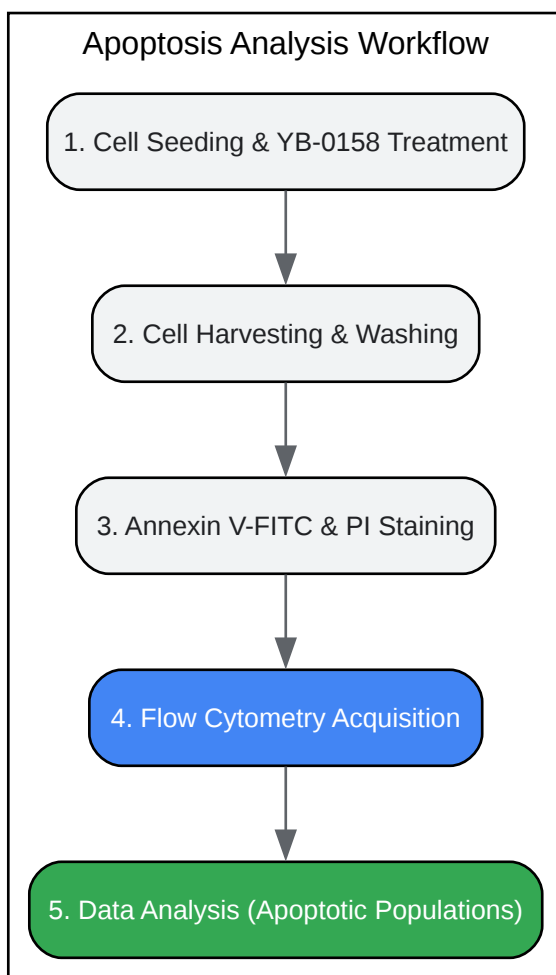 Apoptosis Analysis Workflow
1. Cell Seeding & YB-0158 Treatment
2. Cell Harvesting & Washing
3. Annexin V-FITC & PI Staining
4. Flow Cytometry Acquisition
5. Data Analysis (Apoptotic Populations)